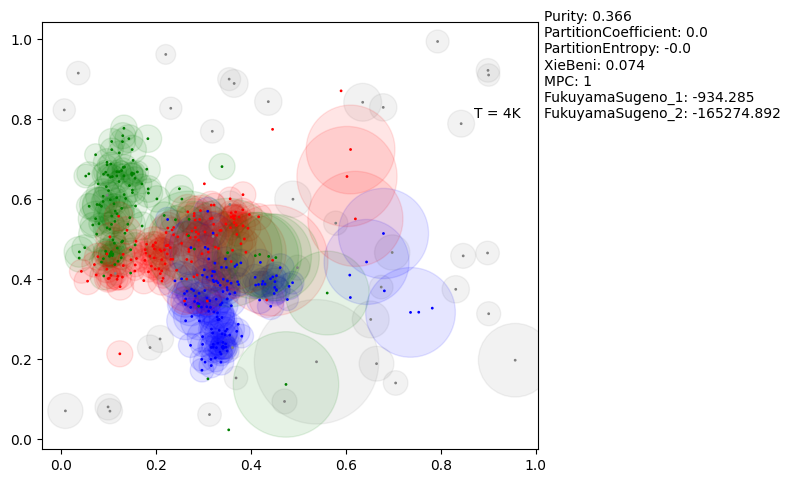 Purity: 0.366
PartitionCoefficient: 0.0
PartitionEntropy: -0.0
XieBeni: 0.074
MPC: 1
FukuyamaSugeno_1: -934.285
FukuyamaSugeno_2: -165274.892
T = 4K
1.0
0.8
0.6
0.4
0.2
0.0
0.0 0.2 0.4 0.6 0.8 1.0